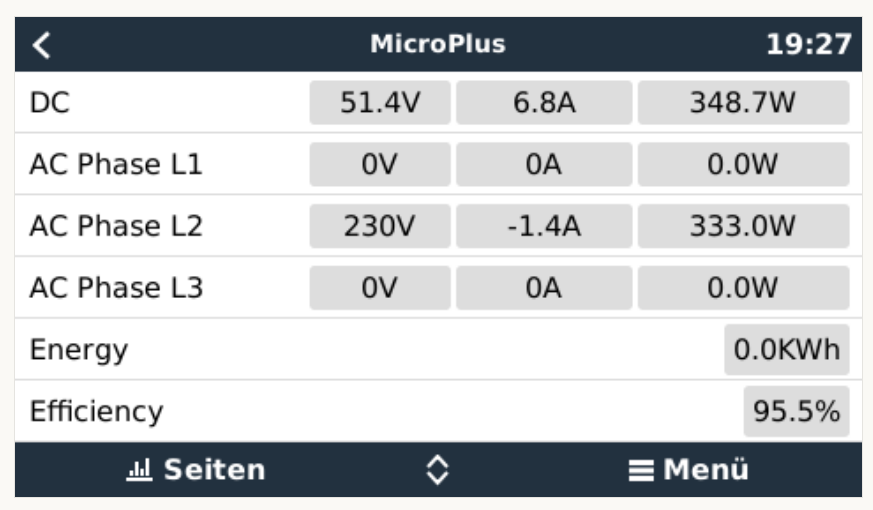 MicroPlus 19:27
DC 51.4V 6.8A 348.7W
AC Phase L1 0V 0A 0.0W
AC Phase L2 230V -1.4A 333.0W
AC Phase L3 0V 0A 0.0W
Energy 0.0KWh
Efficiency 95.5%
Seiten Menü